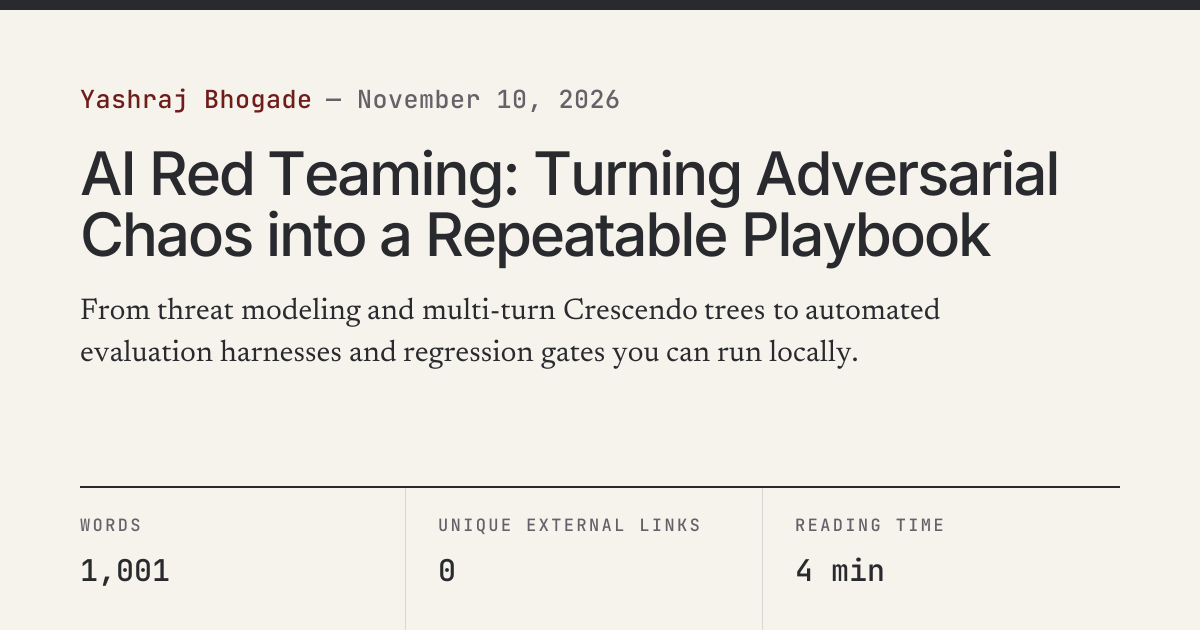 Yashraj Bhogade — November 10, 2026
AI Red Teaming: Turning Adversarial
Chaos into a Repeatable Playbook
From threat modeling and multi-turn Crescendo trees to automated
evaluation harnesses and regression gates you can run locally.
WORDS
1,001
UNIQUE EXTERNAL LINKS
0
READING TIME
4 min